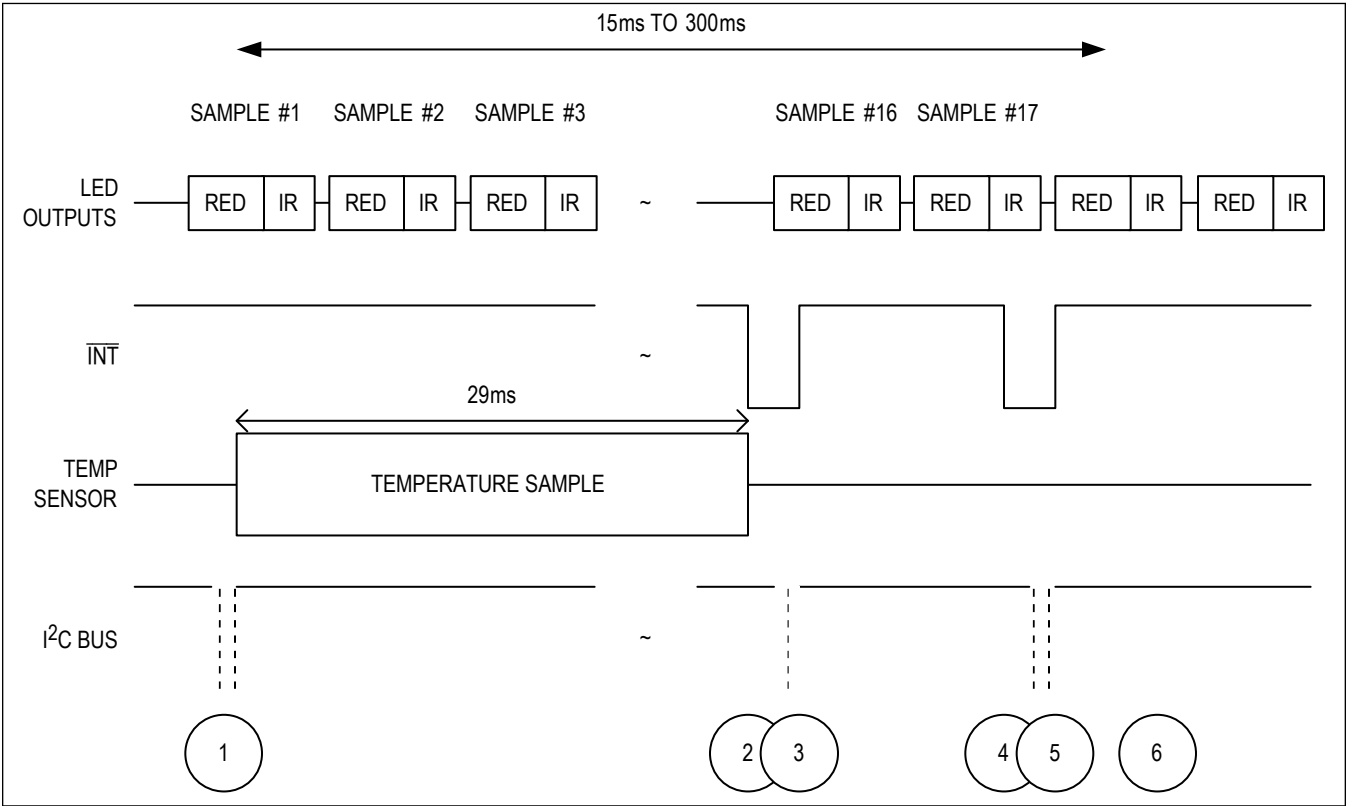 15ms TO 300ms
SAMPLE #1 SAMPLE #2 SAMPLE #3 SAMPLE #16 SAMPLE #17
LED
OUTPUTS
RED IR RED IR RED IR ~ RED IR RED IR RED IR RED IR
I̅N̅T̅ ~
29ms
TEMP
SENSOR
TEMPERATURE SAMPLE
I²C BUS ~
1 2 3 4 5 6